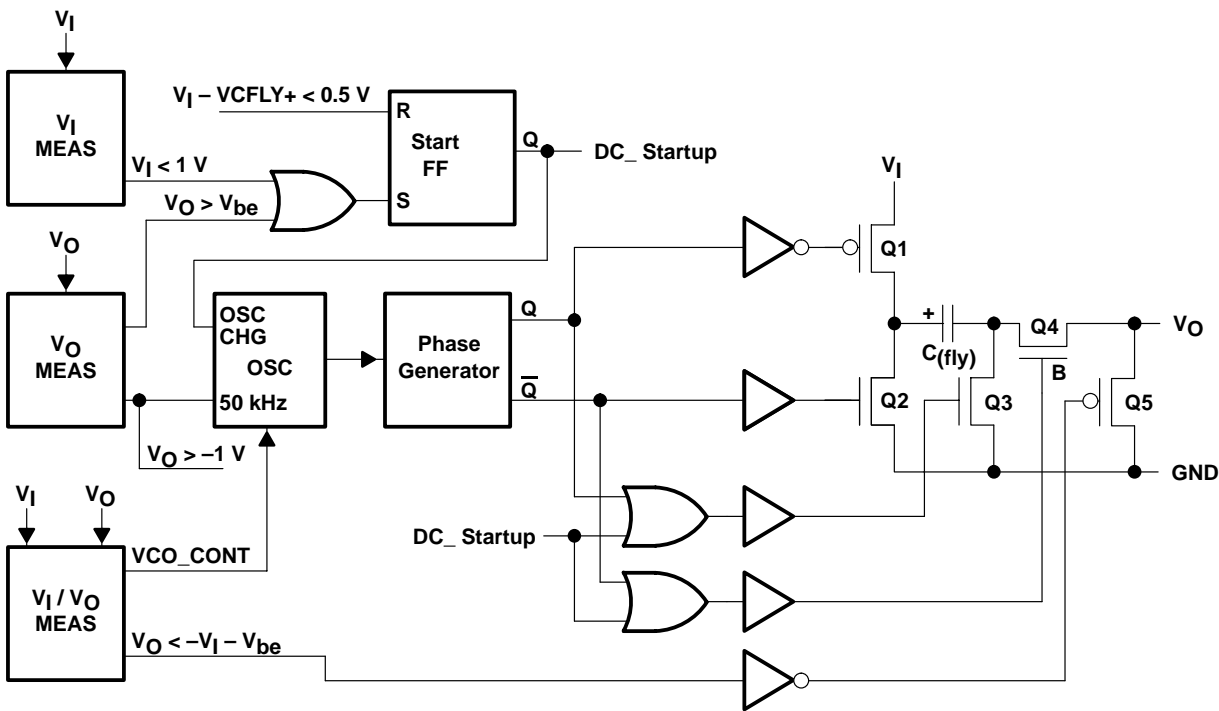 VI
VI
MEAS
VI – VCFLY+ < 0.5 V
R
Start
FF
S
Q
DC_ Startup
VI < 1 V
VO > Vbe
VO
VO
MEAS
OSC
CHG
OSC
50 kHz
VO > –1 V
Phase
Generator
Q
Q̅
VI
Q1
+
C(fly)
Q4
B
VO
Q2
Q3
Q5
GND
DC_ Startup
VI
VO
VCO_CONT
VI / VO
MEAS
VO < –VI – Vbe